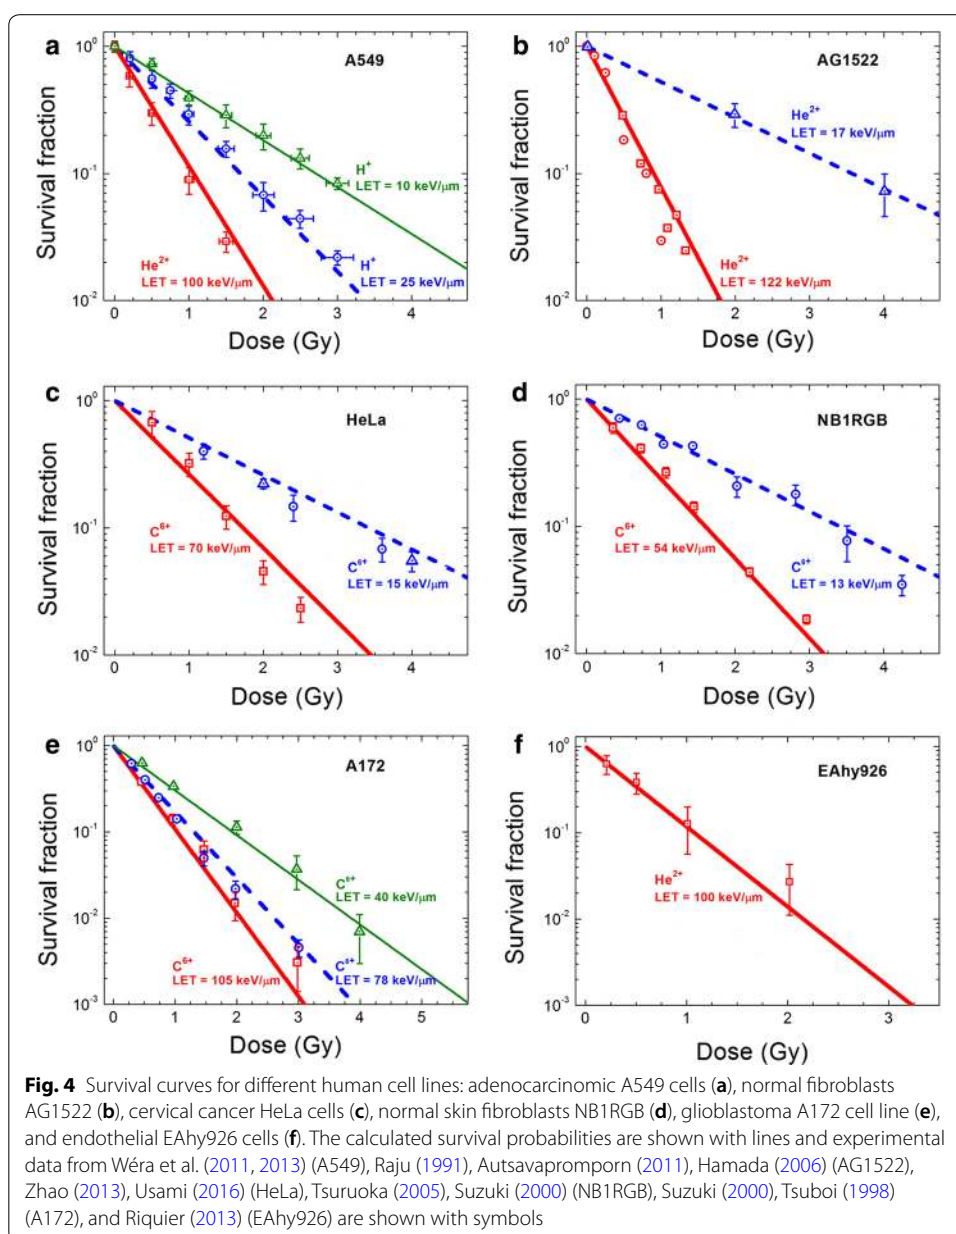 a
A549
Survival fraction
10⁰
10⁻¹
10⁻²
H⁺
LET = 10 keV/μm
He²⁺
LET = 100 keV/μm
H⁺
LET = 25 keV/μm
0 1 2 3 4
Dose (Gy)
b
AG1522
Survival fraction
10⁰
10⁻¹
10⁻²
He²⁺
LET = 17 keV/μm
He²⁺
LET = 122 keV/μm
0 1 2 3 4
Dose (Gy)
c
HeLa
Survival fraction
10⁰
10⁻¹
10⁻²
C⁶⁺
LET = 70 keV/μm
C⁶⁺
LET = 15 keV/μm
0 1 2 3 4
Dose (Gy)
d
NB1RGB
Survival fraction
10⁰
10⁻¹
10⁻²
C⁶⁺
LET = 54 keV/μm
C⁶⁺
LET = 13 keV/μm
0 1 2 3 4
Dose (Gy)
e
A172
Survival fraction
10⁰
10⁻¹
10⁻²
10⁻³
C⁶⁺
LET = 40 keV/μm
C⁶⁺
LET = 105 keV/μm
C⁶⁺
LET = 78 keV/μm
0 1 2 3 4 5
Dose (Gy)
f
EAhy926
Survival fraction
10⁰
10⁻¹
10⁻²
10⁻³
He²⁺
LET = 100 keV/μm
0 1 2 3
Dose (Gy)
Fig. 4 Survival curves for different human cell lines: adenocarcinomic A549 cells (a), normal fibroblasts
AG1522 (b), cervical cancer HeLa cells (c), normal skin fibroblasts NB1RGB (d), glioblastoma A172 cell line (e),
and endothelial EAhy926 cells (f). The calculated survival probabilities are shown with lines and experimental
data from Wéra et al. (2011, 2013) (A549), Raju (1991), Autsavapromporn (2011), Hamada (2006) (AG1522),
Zhao (2013), Usami (2016) (HeLa), Tsuruoka (2005), Suzuki (2000) (NB1RGB), Suzuki (2000), Tsuboi (1998)
(A172), and Riquier (2013) (EAhy926) are shown with symbols